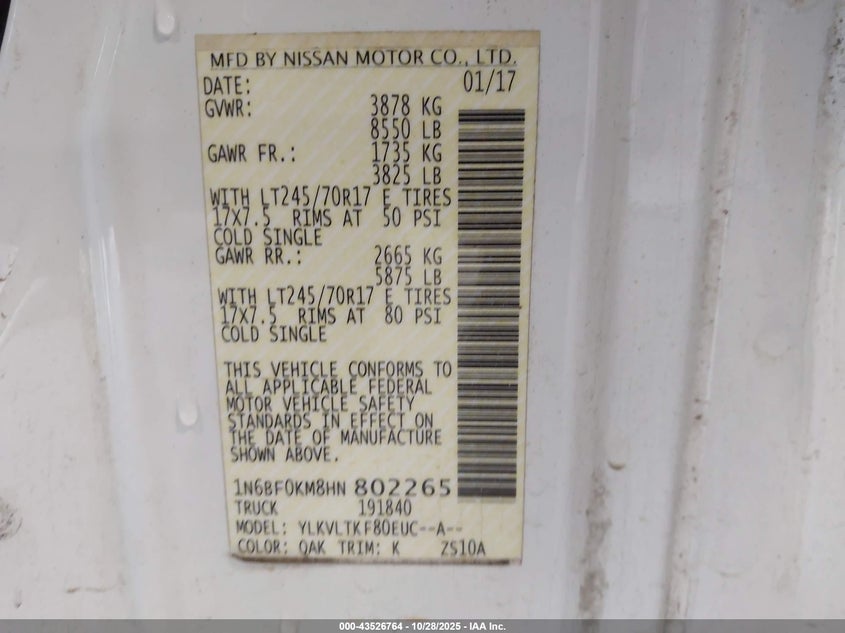 MFD BY NISSAN MOTOR CO., LTD.
DATE: 01/17
GVWR: 3878 KG
8550 LB
GAWR FR.: 1735 KG
3825 LB
WITH LT245/70R17 E TIRES
17X7.5 RIMS AT 50 PSI
COLD SINGLE
GAWR RR.: 2665 KG
5875 LB
WITH LT245/70R17 E TIRES
17X7.5 RIMS AT 80 PSI
COLD SINGLE
THIS VEHICLE CONFORMS TO
ALL APPLICABLE FEDERAL
MOTOR VEHICLE SAFETY
STANDARDS IN EFFECT ON
THE DATE OF MANUFACTURE
SHOWN ABOVE.
1N6BF0KM8HN 802265
TRUCK 191840
MODEL: YLKVLTKF80EUC--A--
COLOR: QAK TRIM: K ZS10A
000-43526764 | 10/28/2025 - IAA Inc.